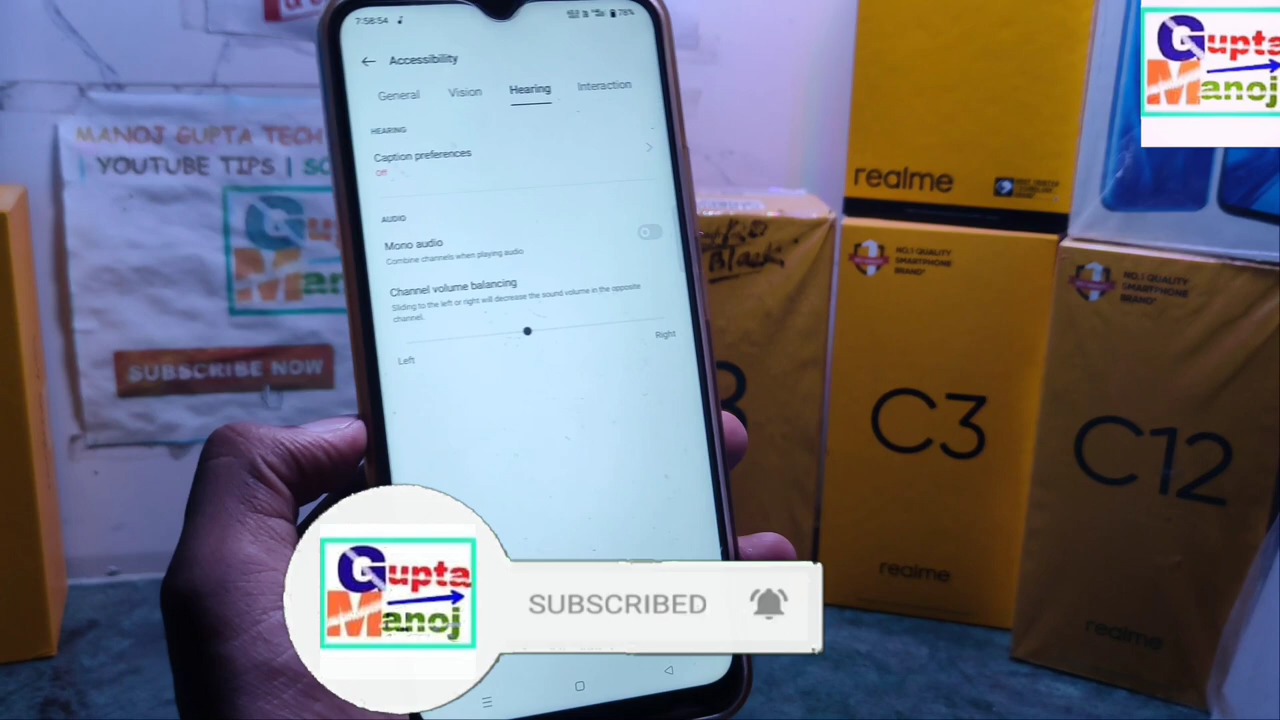 7:58:54
78%
Accessibility
General Vision Hearing Interaction
HEARING
Caption preferences
Off
AUDIO
Mono audio
Combine channels when playing audio
Channel volume balancing
Sliding to the left or right will decrease the sound volume in the opposite
channel.
Left Right
MANOJ GUPTA TECH
YOUTUBE TIPS | SO
SUBSCRIBE NOW
Gupta
Manoj
SUBSCRIBED
Gupta
Manoj
realme
NO.1 QUALITY
SMARTPHONE
BRAND*
C3
realme
NO.1 QUALITY
SMARTPHONE
BRAND*
C12
realme
Black
3